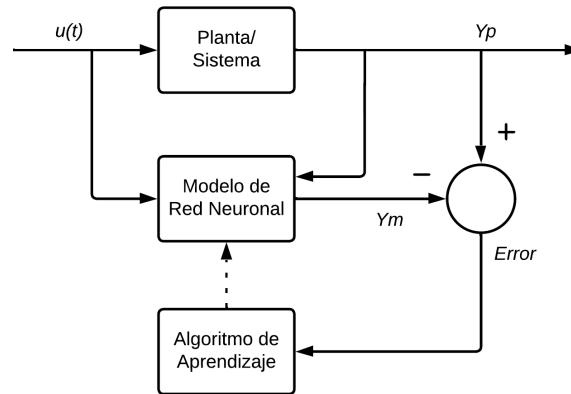 u(t)
Planta/
Sistema
Yp
+
−
Modelo de
Red Neuronal
Ym
Error
Algoritmo de
Aprendizaje